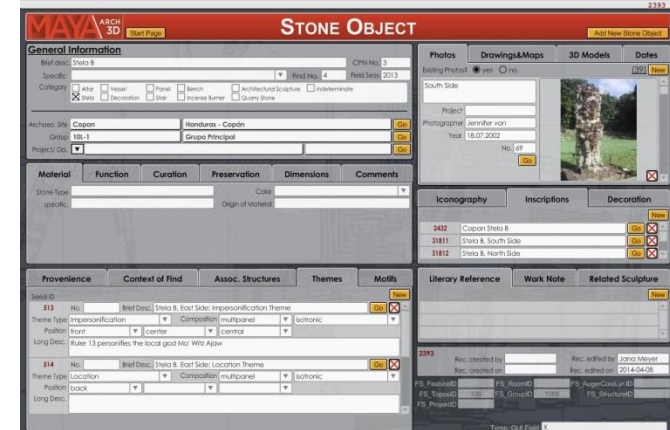 2393
MAYA ARCH 3D Start Page STONE OBJECT Add New Stone Object
General Information
Brief desc. Stela B CPN No. 3
Specific Find No. 4 Field Seas. 2013
Category Altar Vessel Panel Bench Architectural Sculpture Indeterminate
Stela Decoration Stair Incense Burner Quarry Stone
Archaeo. Site Copan Honduras - Copán Go
Group 10L-1 Grupo Principal Go
Project/ Op. Go
Photos Drawings&Maps 3D Models Dates
Existing Photos? yes no [39] New
South Side
Project
Photographer Jennifer von
Year 18.07.2002
No. 69
Go
Material Function Curation Preservation Dimensions Comments
Stone Type Color
specific. Origin of Material
Iconography Inscriptions Decoration
2432 Copan Stela B Go
31811 Stela B, South Side Go
31812 Stela B, North Side Go
Provenience Context of Find Assoc. Structures Themes Motifs
Serial ID New
513 No. Brief Desc. Stela B, East Side: Impersonification Theme Go
Theme Type Impersonification Composition multipanel isotronic
Position front center central
Long Desc. Ruler 13 personifies the local god Mo' Witz Ajaw
514 No. Brief Desc. Stela B, East Side: Location Theme Go
Theme Type Location Composition multipanel isotronic
Position back
Long Desc.
Literary Reference Work Note Related Sculpture
New
2393
Rec. created by Rec. edited by Jana Meyer
Rec. created on Rec. edited on 2014-04-08
FS_FeatureID FS_RoomID FS_AugerCoreLyr.ID
FS_ToposID 338 FS_GroupID FS_StructureID
FS_ProjektID
Temp. GUI Field X